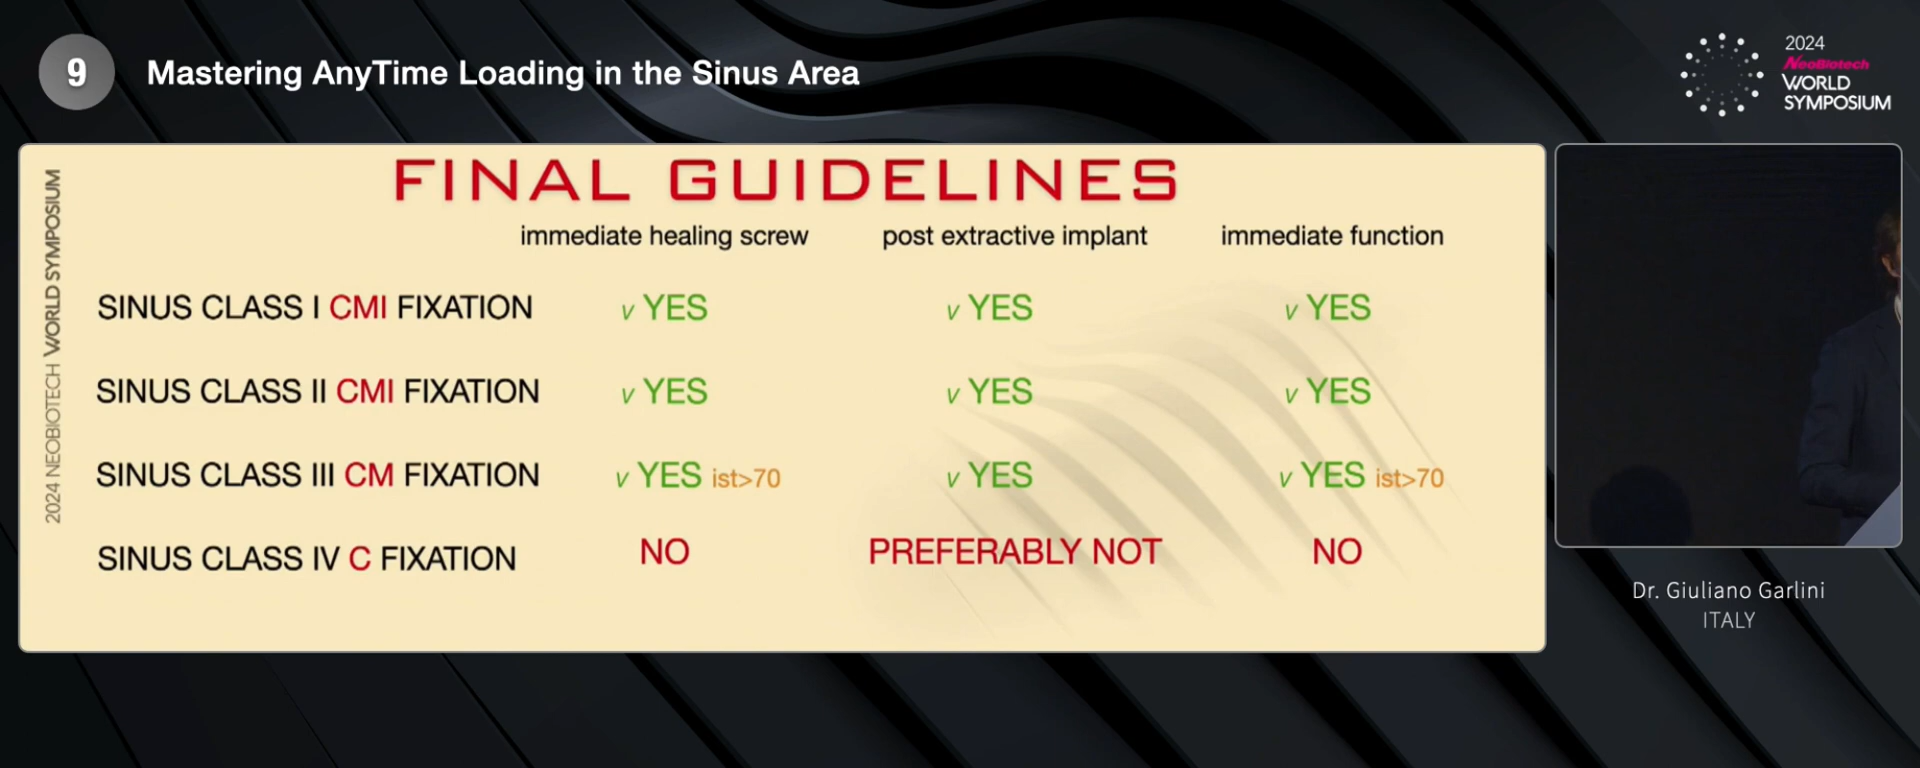 9
Mastering AnyTime Loading in the Sinus Area
2024
NeoBiotech
WORLD
SYMPOSIUM
2024 NEOBIOTECH WORLD SYMPOSIUM
FINAL GUIDELINES
immediate healing screw post extractive implant immediate function
SINUS CLASS I CMI FIXATION v YES v YES v YES
SINUS CLASS II CMI FIXATION v YES v YES v YES
SINUS CLASS III CM FIXATION v YES ist>70 v YES v YES ist>70
SINUS CLASS IV C FIXATION NO PREFERABLY NOT NO
Dr. Giuliano Garlini
ITALY